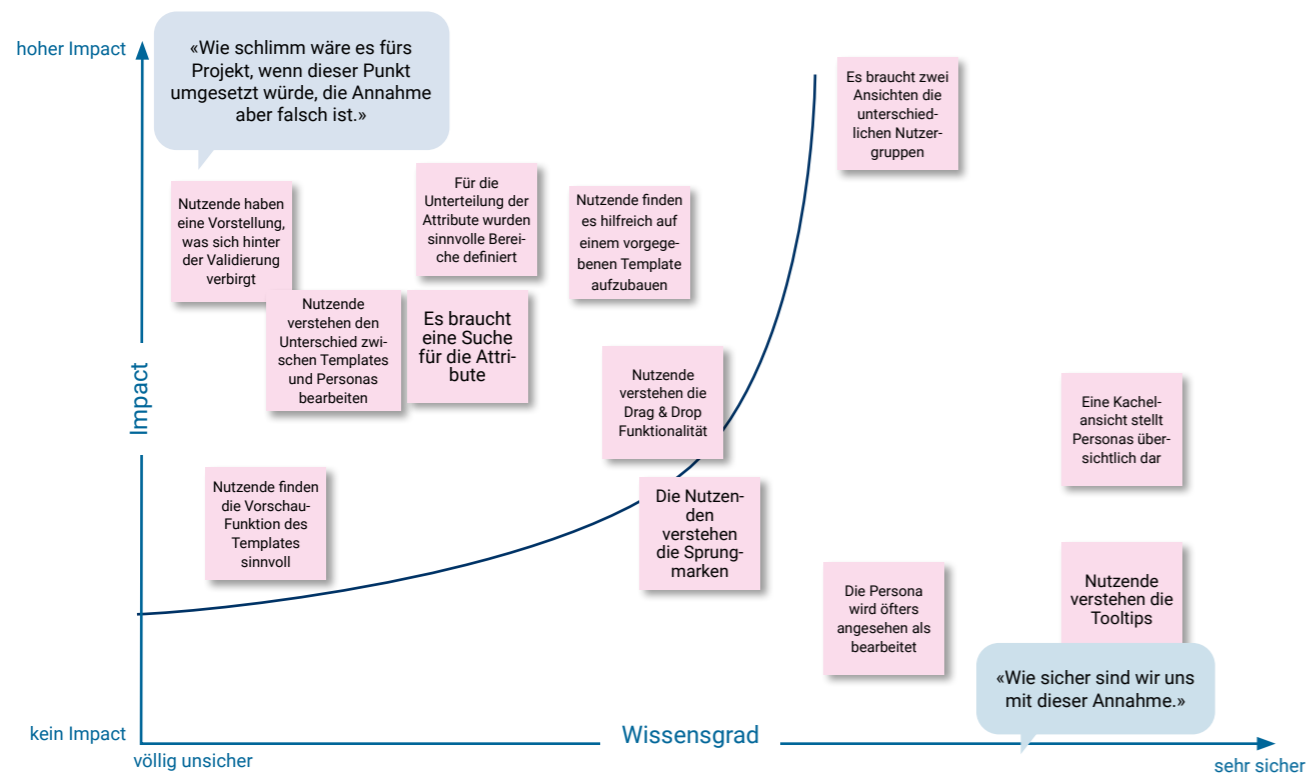 hoher Impact
«Wie schlimm wäre es fürs
Projekt, wenn dieser Punkt
umgesetzt würde, die Annahme
aber falsch ist.»
Es braucht zwei
Ansichten die
unterschied-
lichen Nutzer-
gruppen
Für die
Unterteilung der
Attribute wurden
sinnvolle Berei-
che definiert
Nutzende haben
eine Vorstellung,
was sich hinter
der Validierung
verbirgt
Nutzende finden
es hilfreich auf
einem vorgege-
benen Template
aufzubauen
Nutzende
verstehen den
Unterschied zwi-
schen Templates
und Personas
bearbeiten
Es braucht
eine Suche
für die Attri-
bute
Impact
Nutzende
verstehen die
Drag & Drop
Funktionalität
Eine Kachel-
ansicht stellt
Personas über-
sichtlich dar
Nutzende finden
die Vorschau-
Funktion des
Templates
sinnvoll
Die Nutzen-
den
verstehen
die Sprung-
marken
Die Persona
wird öfters
angesehen als
bearbeitet
Nutzende
verstehen die
Tooltips
«Wie sicher sind wir uns
mit dieser Annahme.»
kein Impact
Wissensgrad
völlig unsicher
sehr sicher